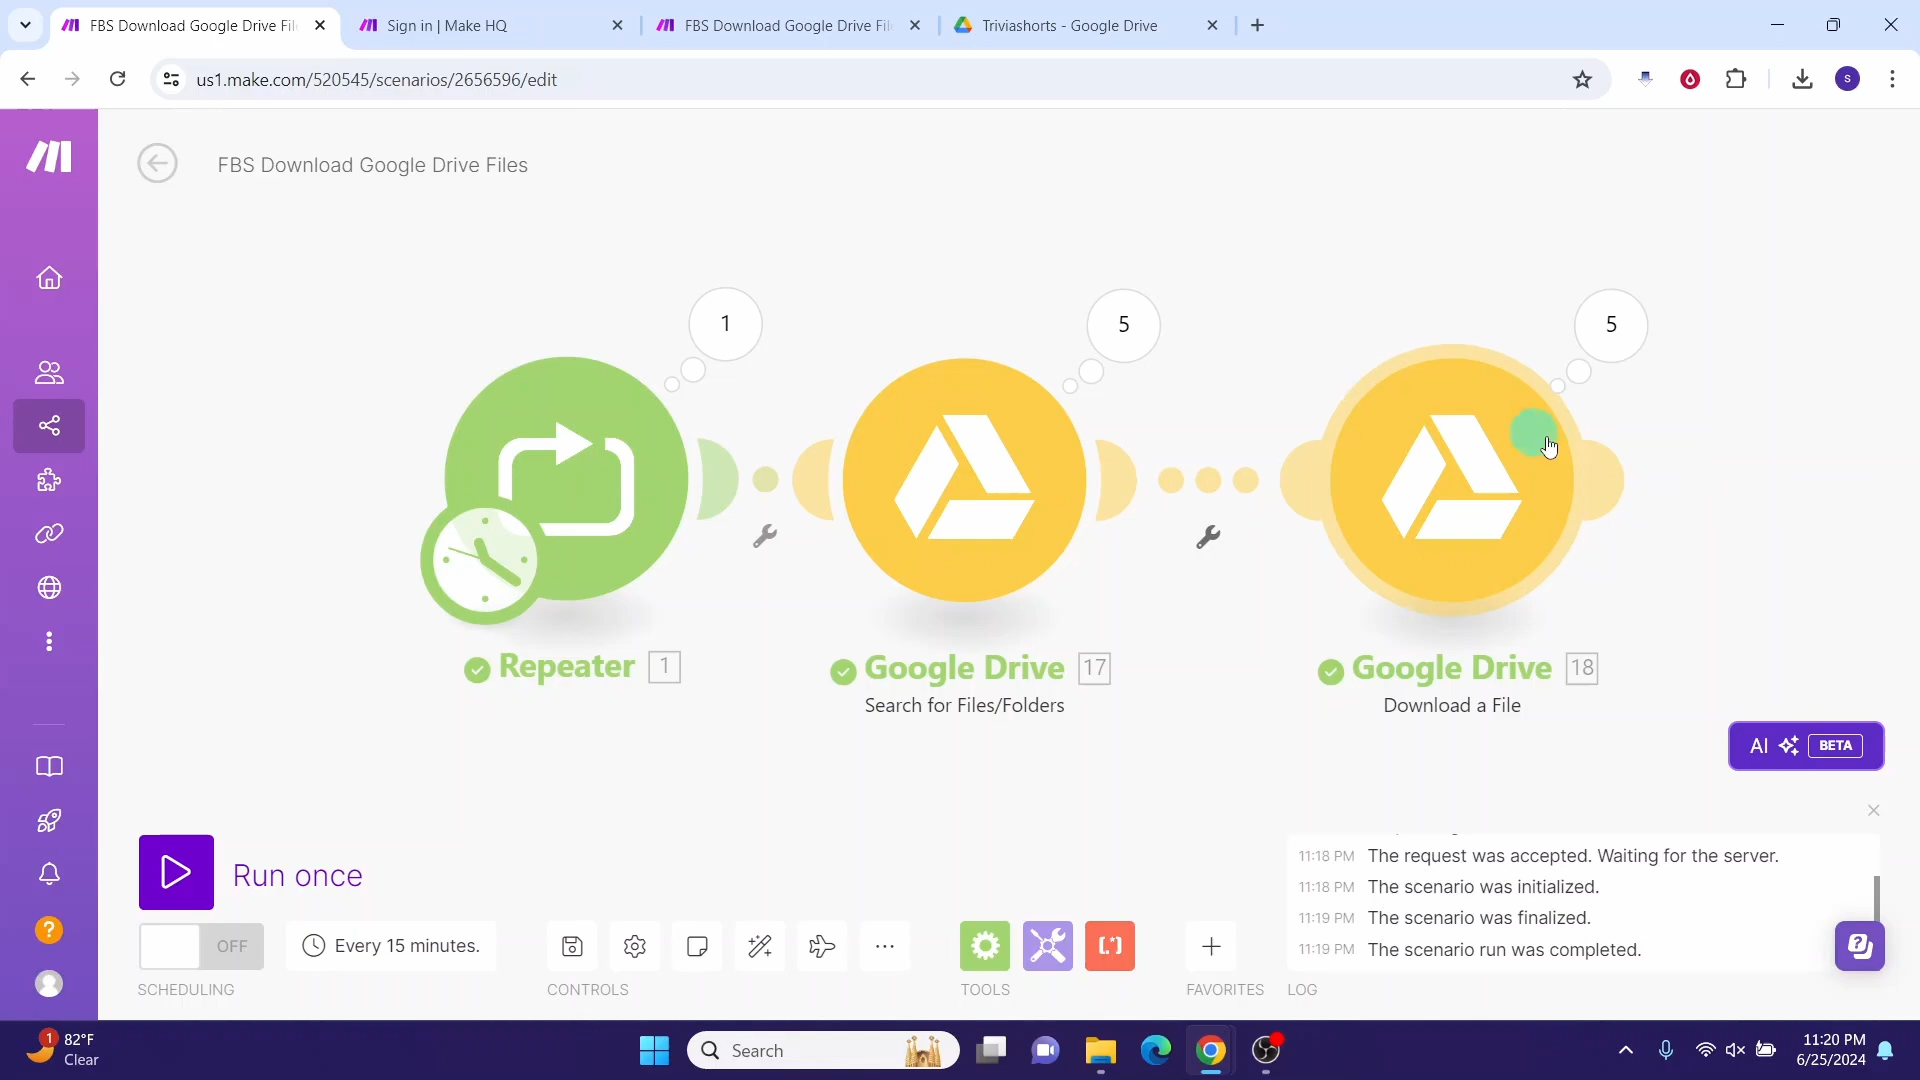 FBS Download Google Drive Fil
Sign in | Make HQ
FBS Download Google Drive Fil
Triviashorts - Google Drive
us1.make.com/520545/scenarios/2656596/edit
S
FBS Download Google Drive Files
1
5
5
Repeater 1
Google Drive 17
Google Drive 18
Search for Files/Folders
Download a File
AI BETA
Run once
11:18 PM The request was accepted. Waiting for the server.
11:18 PM The scenario was initialized.
11:19 PM The scenario was finalized.
11:19 PM The scenario run was completed.
OFF
Every 15 minutes.
SCHEDULING
CONTROLS
TOOLS
FAVORITES
LOG
1
82°F
Clear
Search
11:20 PM
6/25/2024